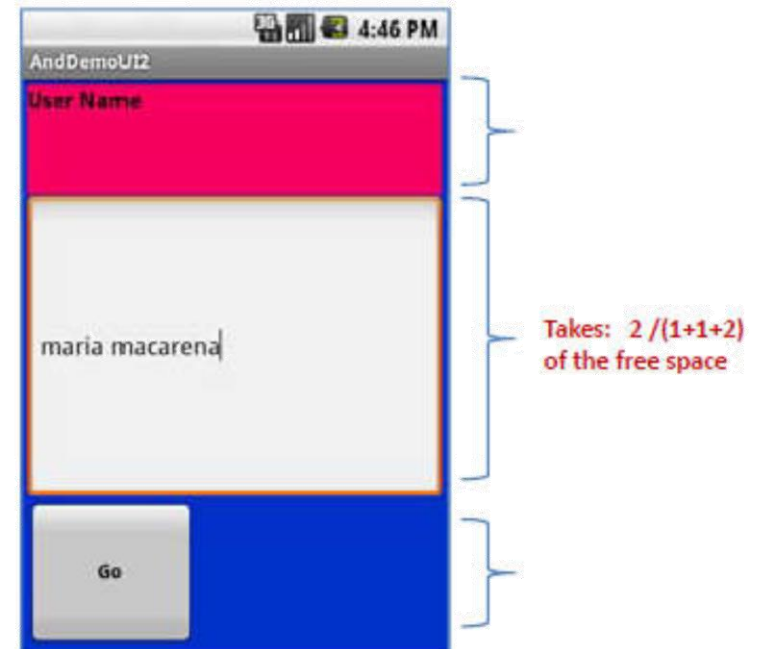 4:46 PM
AndDemoUI2
User Name
maria macarena
Takes: 2 /(1+1+2)
of the free space
Go